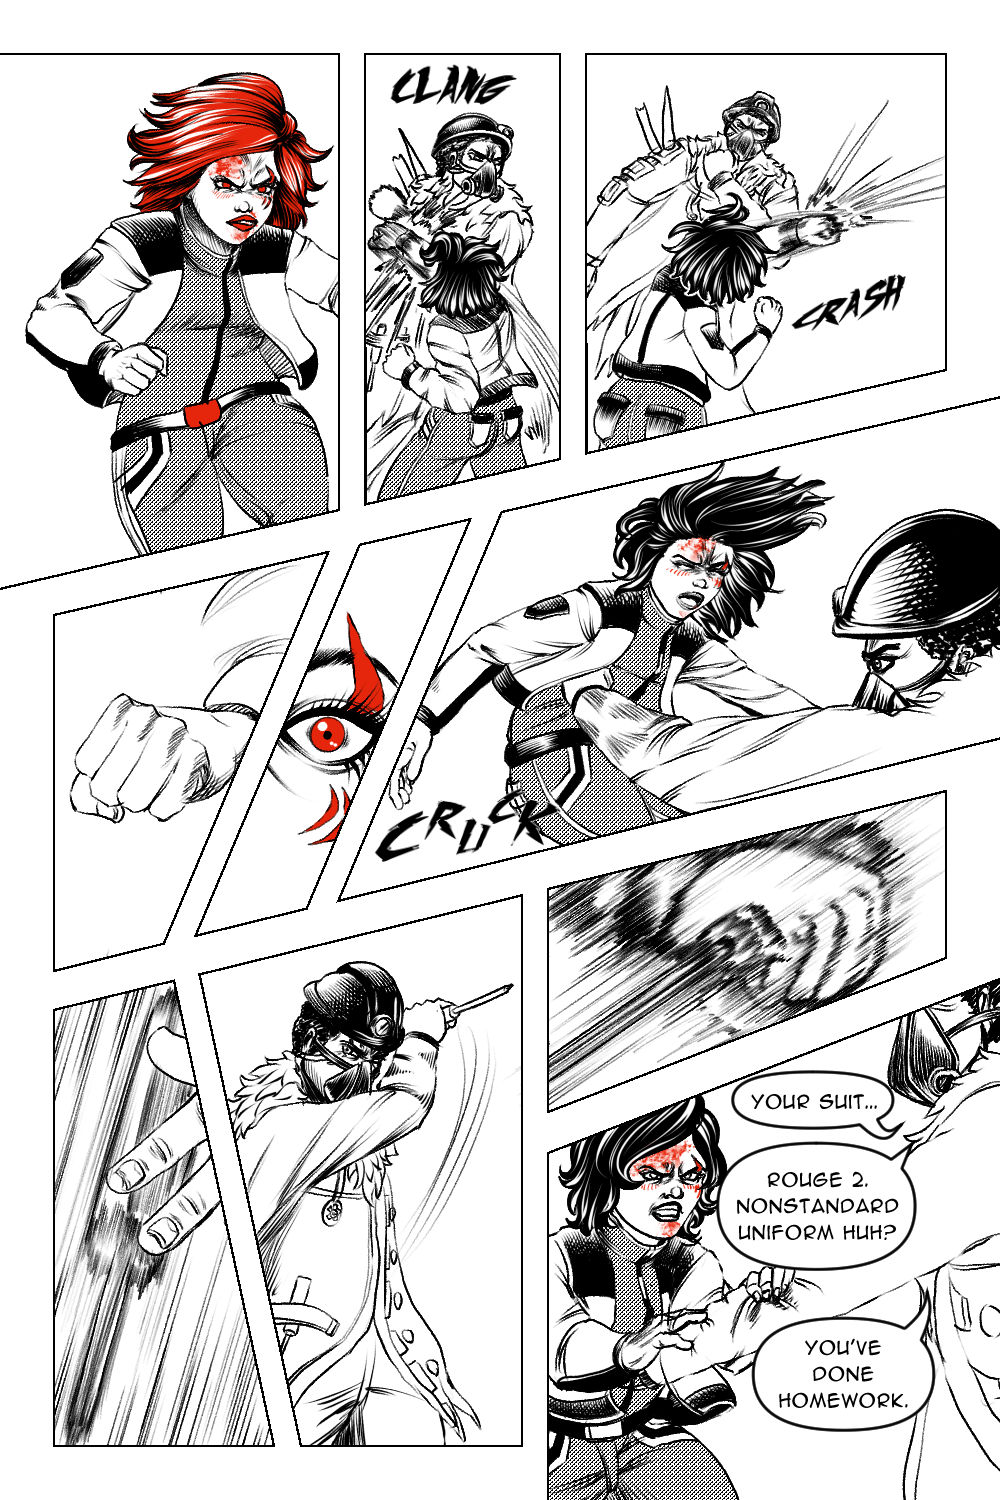 CLANG
CRASH
CRUCK
YOUR SUIT...
ROUGE 2.
NONSTANDARD
UNIFORM HUH?
YOU'VE
DONE
HOMEWORK.